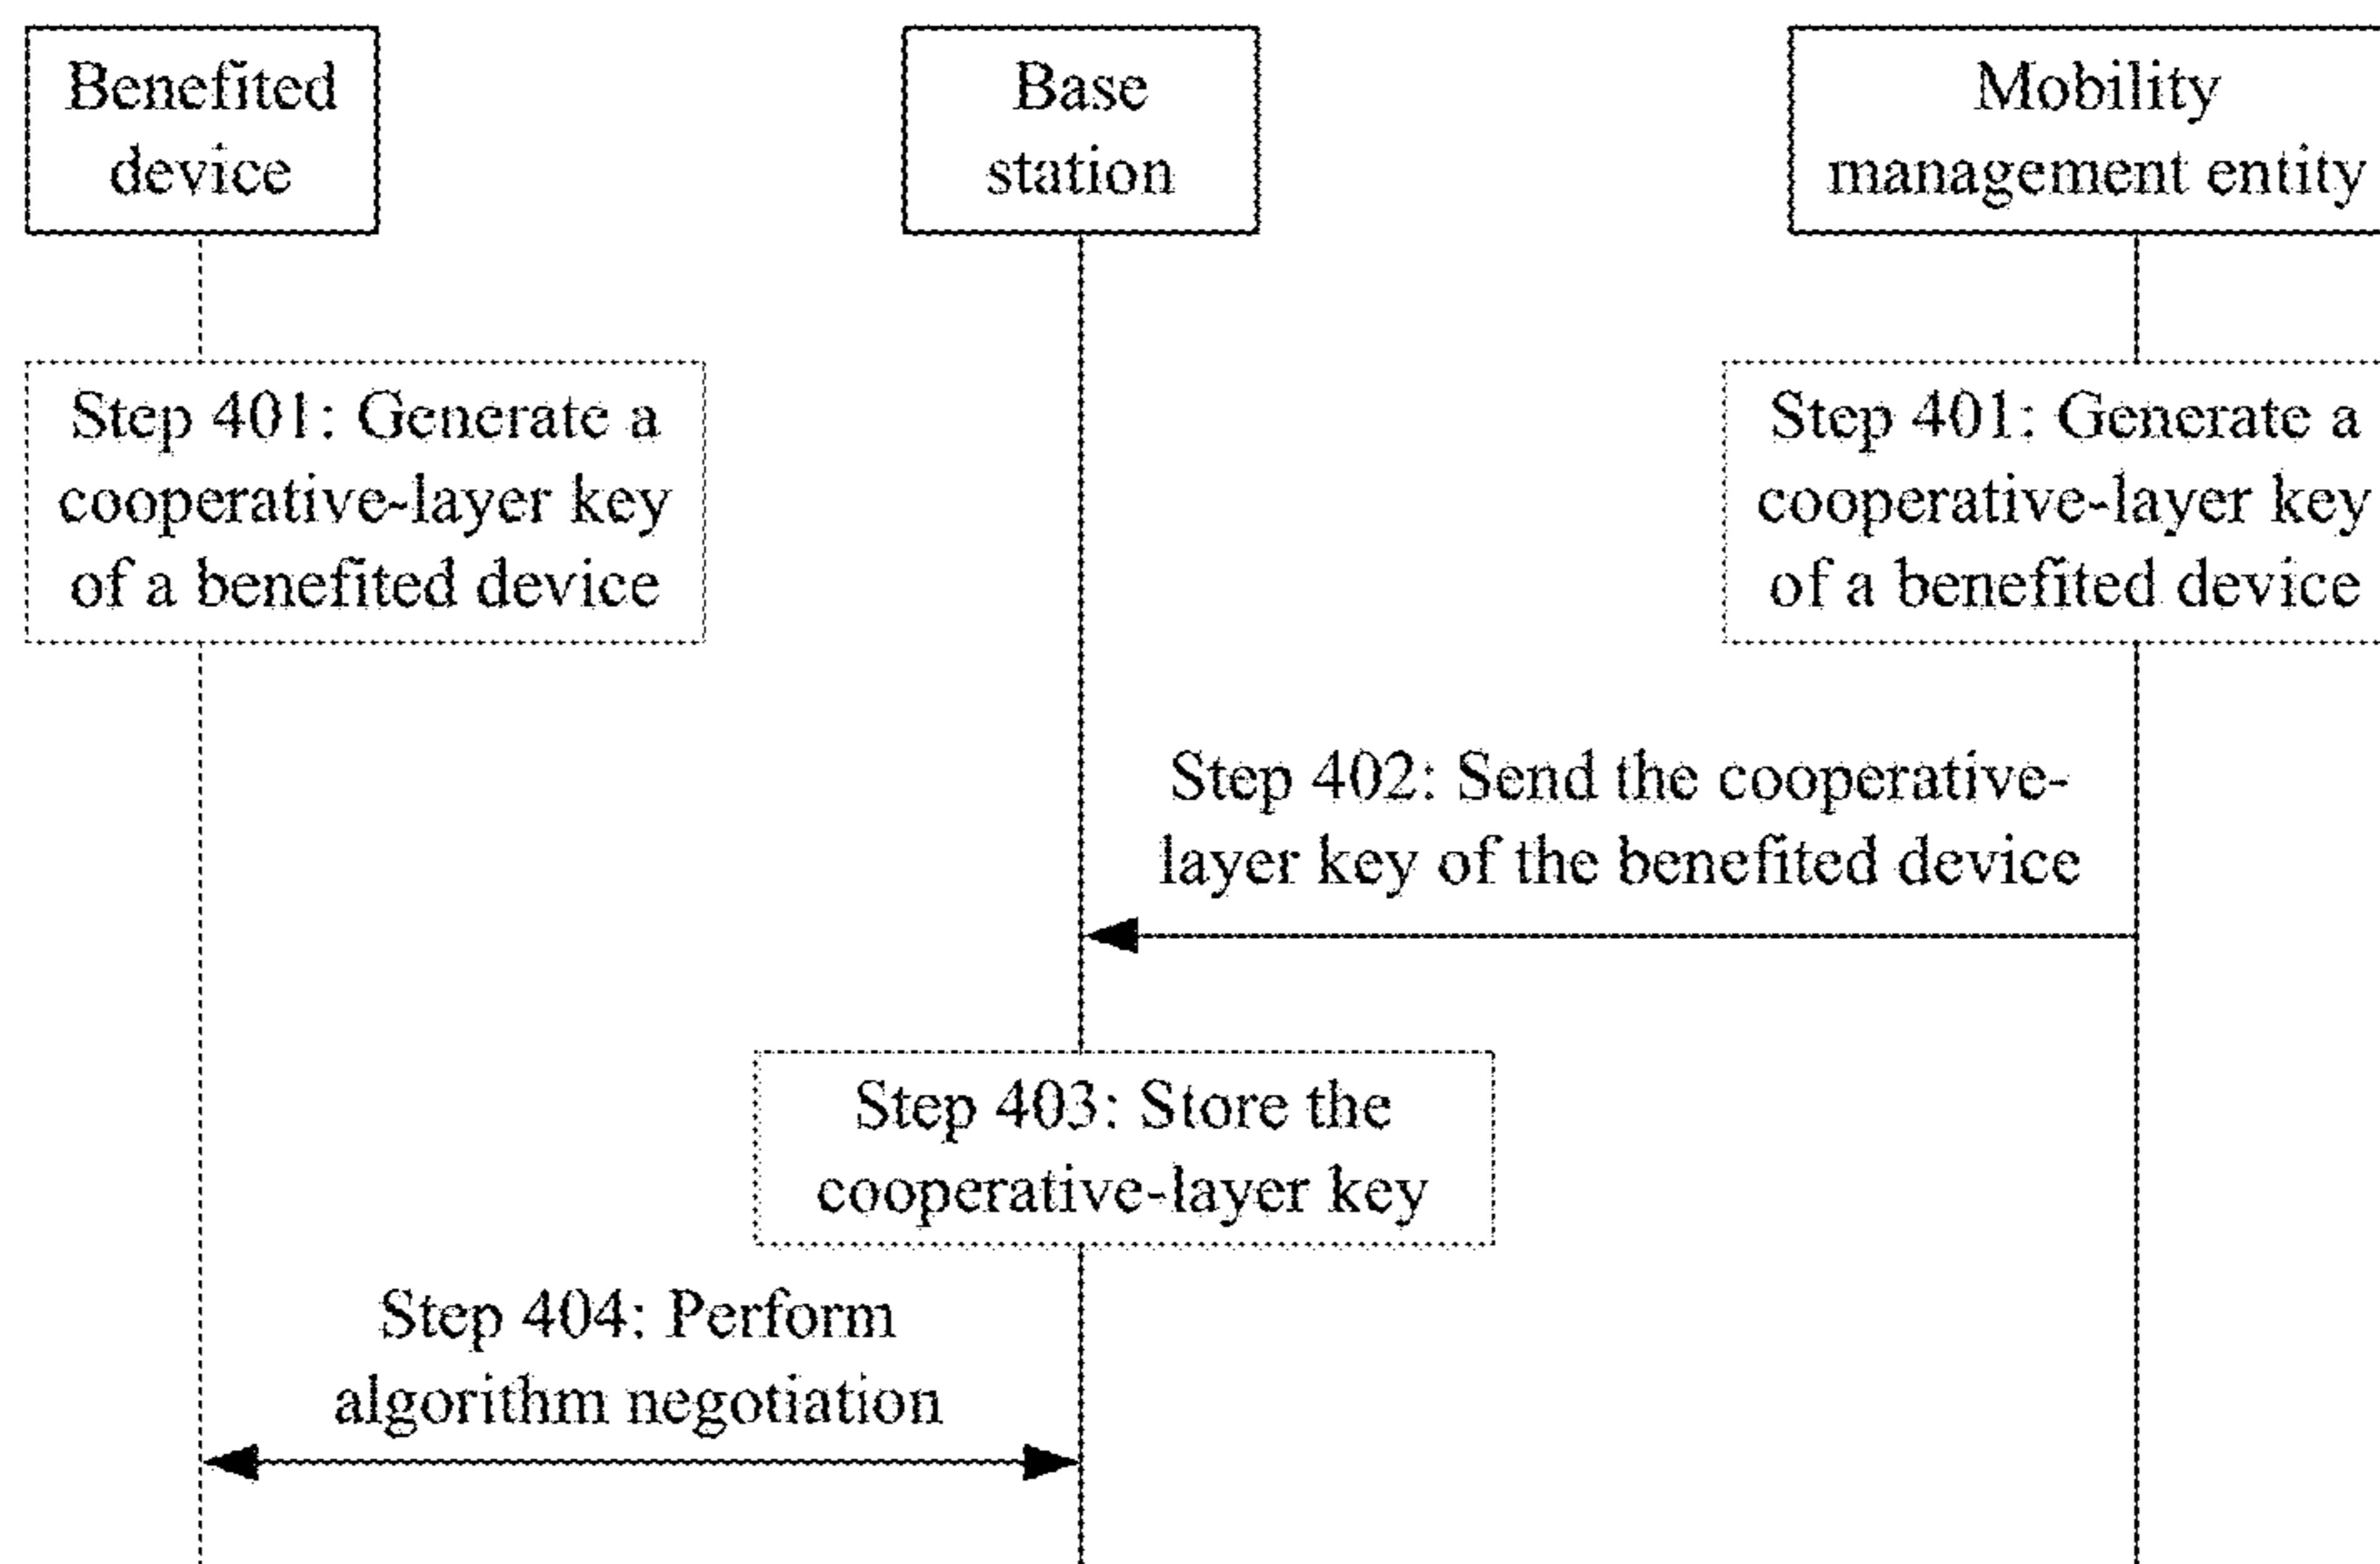 Benefited
device
Base
station
Mobility
management entity
Step 401: Generate a
cooperative-layer key
of a benefited device
Step 401: Generate a
cooperative-layer key
of a benefited device
Step 402: Send the cooperative-
layer key of the benefited device
Step 403: Store the
cooperative-layer key
Step 404: Perform
algorithm negotiation